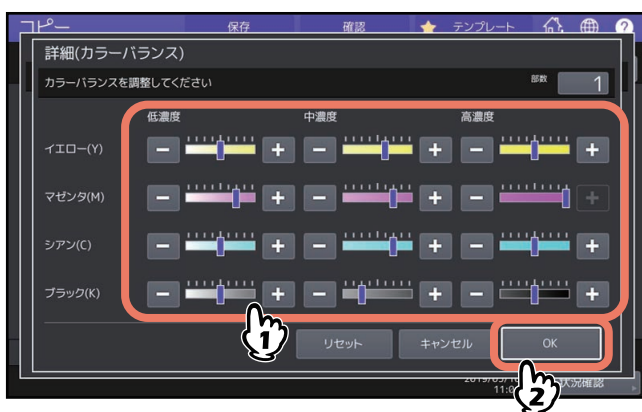 コピー 保存 確認 テンプレート ?
詳細(カラーバランス)
カラーバランスを調整してください 部数 1
低濃度 中濃度 高濃度
イエロー(Y)
マゼンタ(M)
シアン(C)
ブラック(K)
リセット キャンセル OK
状況確認
11:0
1
2